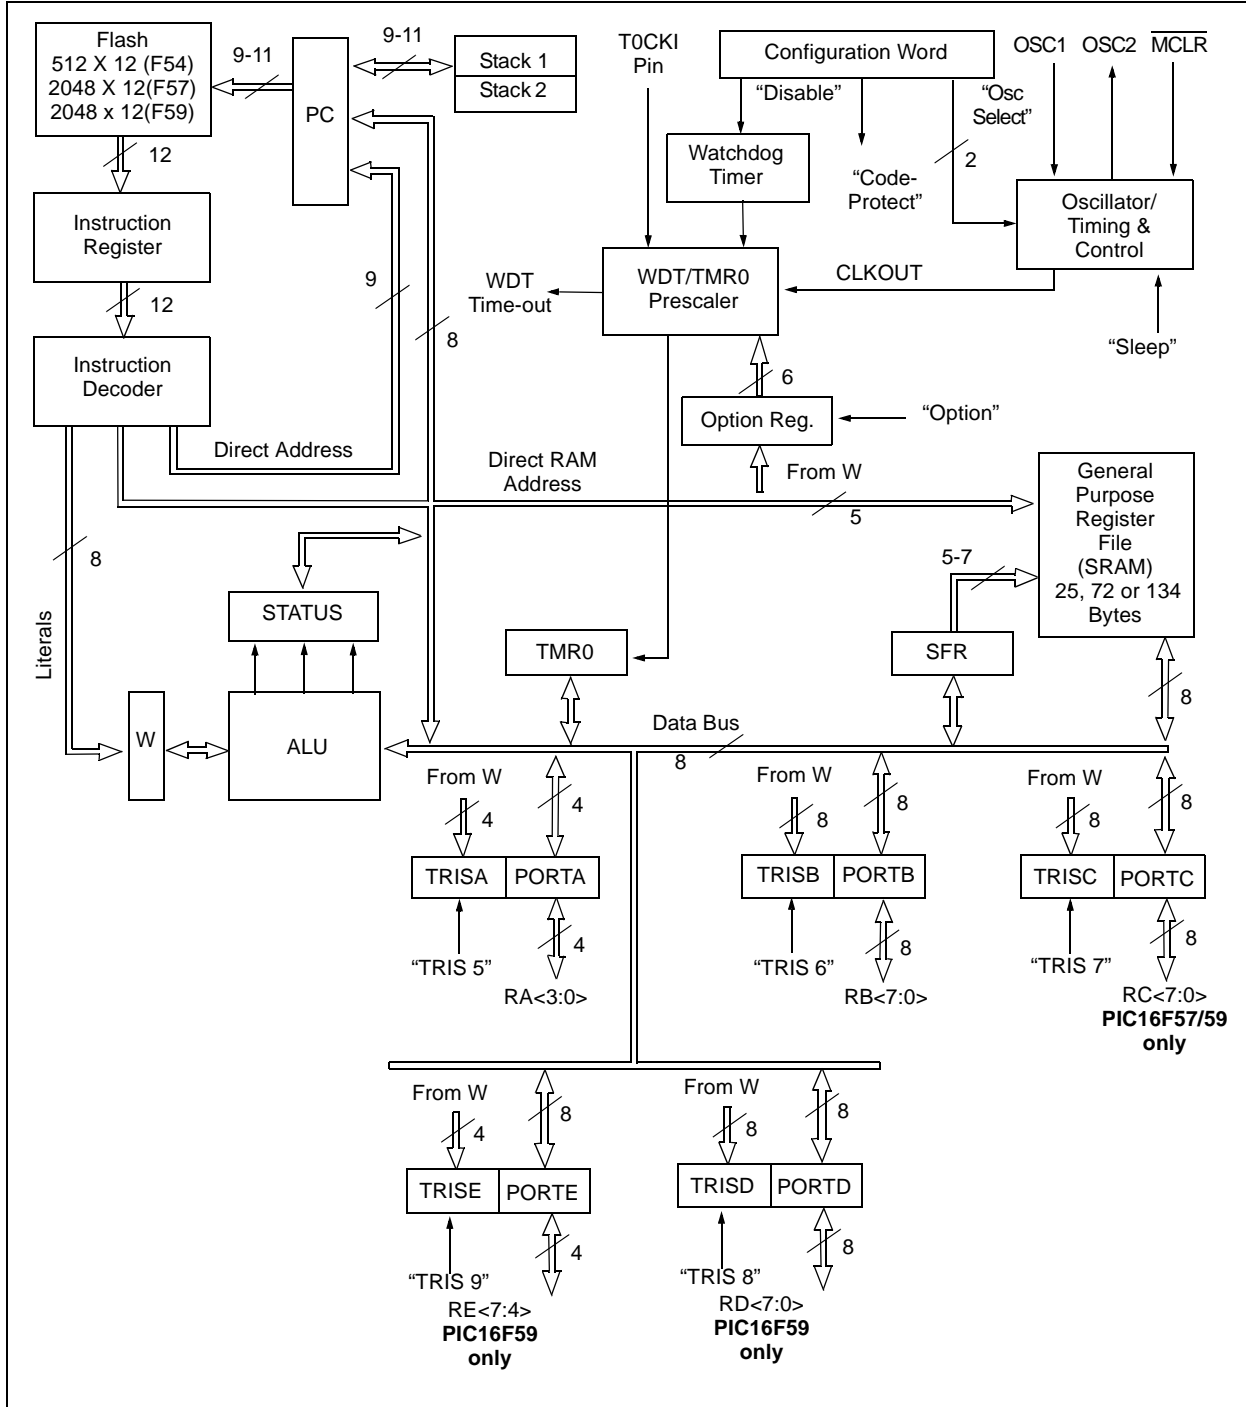 Flash
512 X 12 (F54)
2048 X 12(F57)
2048 x 12(F59)
9-11
PC
9-11
Stack 1
Stack 2
T0CKI
Pin
Configuration Word
OSC1
OSC2
MCLR
“Disable”
“Osc
Select”
Watchdog
Timer
2
“Code-
Protect”
12
Instruction
Register
Oscillator/
Timing &
Control
9
WDT
Time-out
WDT/TMR0
Prescaler
CLKOUT
12
8
“Sleep”
Instruction
Decoder
6
Option Reg.
“Option”
Direct Address
Direct RAM
Address
From W
5
General
Purpose
Register
File
(SRAM)
25, 72 or 134
Bytes
8
5-7
Literals
STATUS
TMR0
SFR
8
W
ALU
Data Bus
8
From W
4
4
From W
8
8
From W
8
8
TRISA
PORTA
TRISB
PORTB
TRISC
PORTC
4
8
8
“TRIS 5”
“TRIS 6”
“TRIS 7”
RA<3:0>
RB<7:0>
RC<7:0>
PIC16F57/59
only
From W
4
8
From W
8
8
TRISE
PORTE
TRISD
PORTD
4
8
“TRIS 9”
“TRIS 8”
RE<7:4>
PIC16F59
only
RD<7:0>
PIC16F59
only